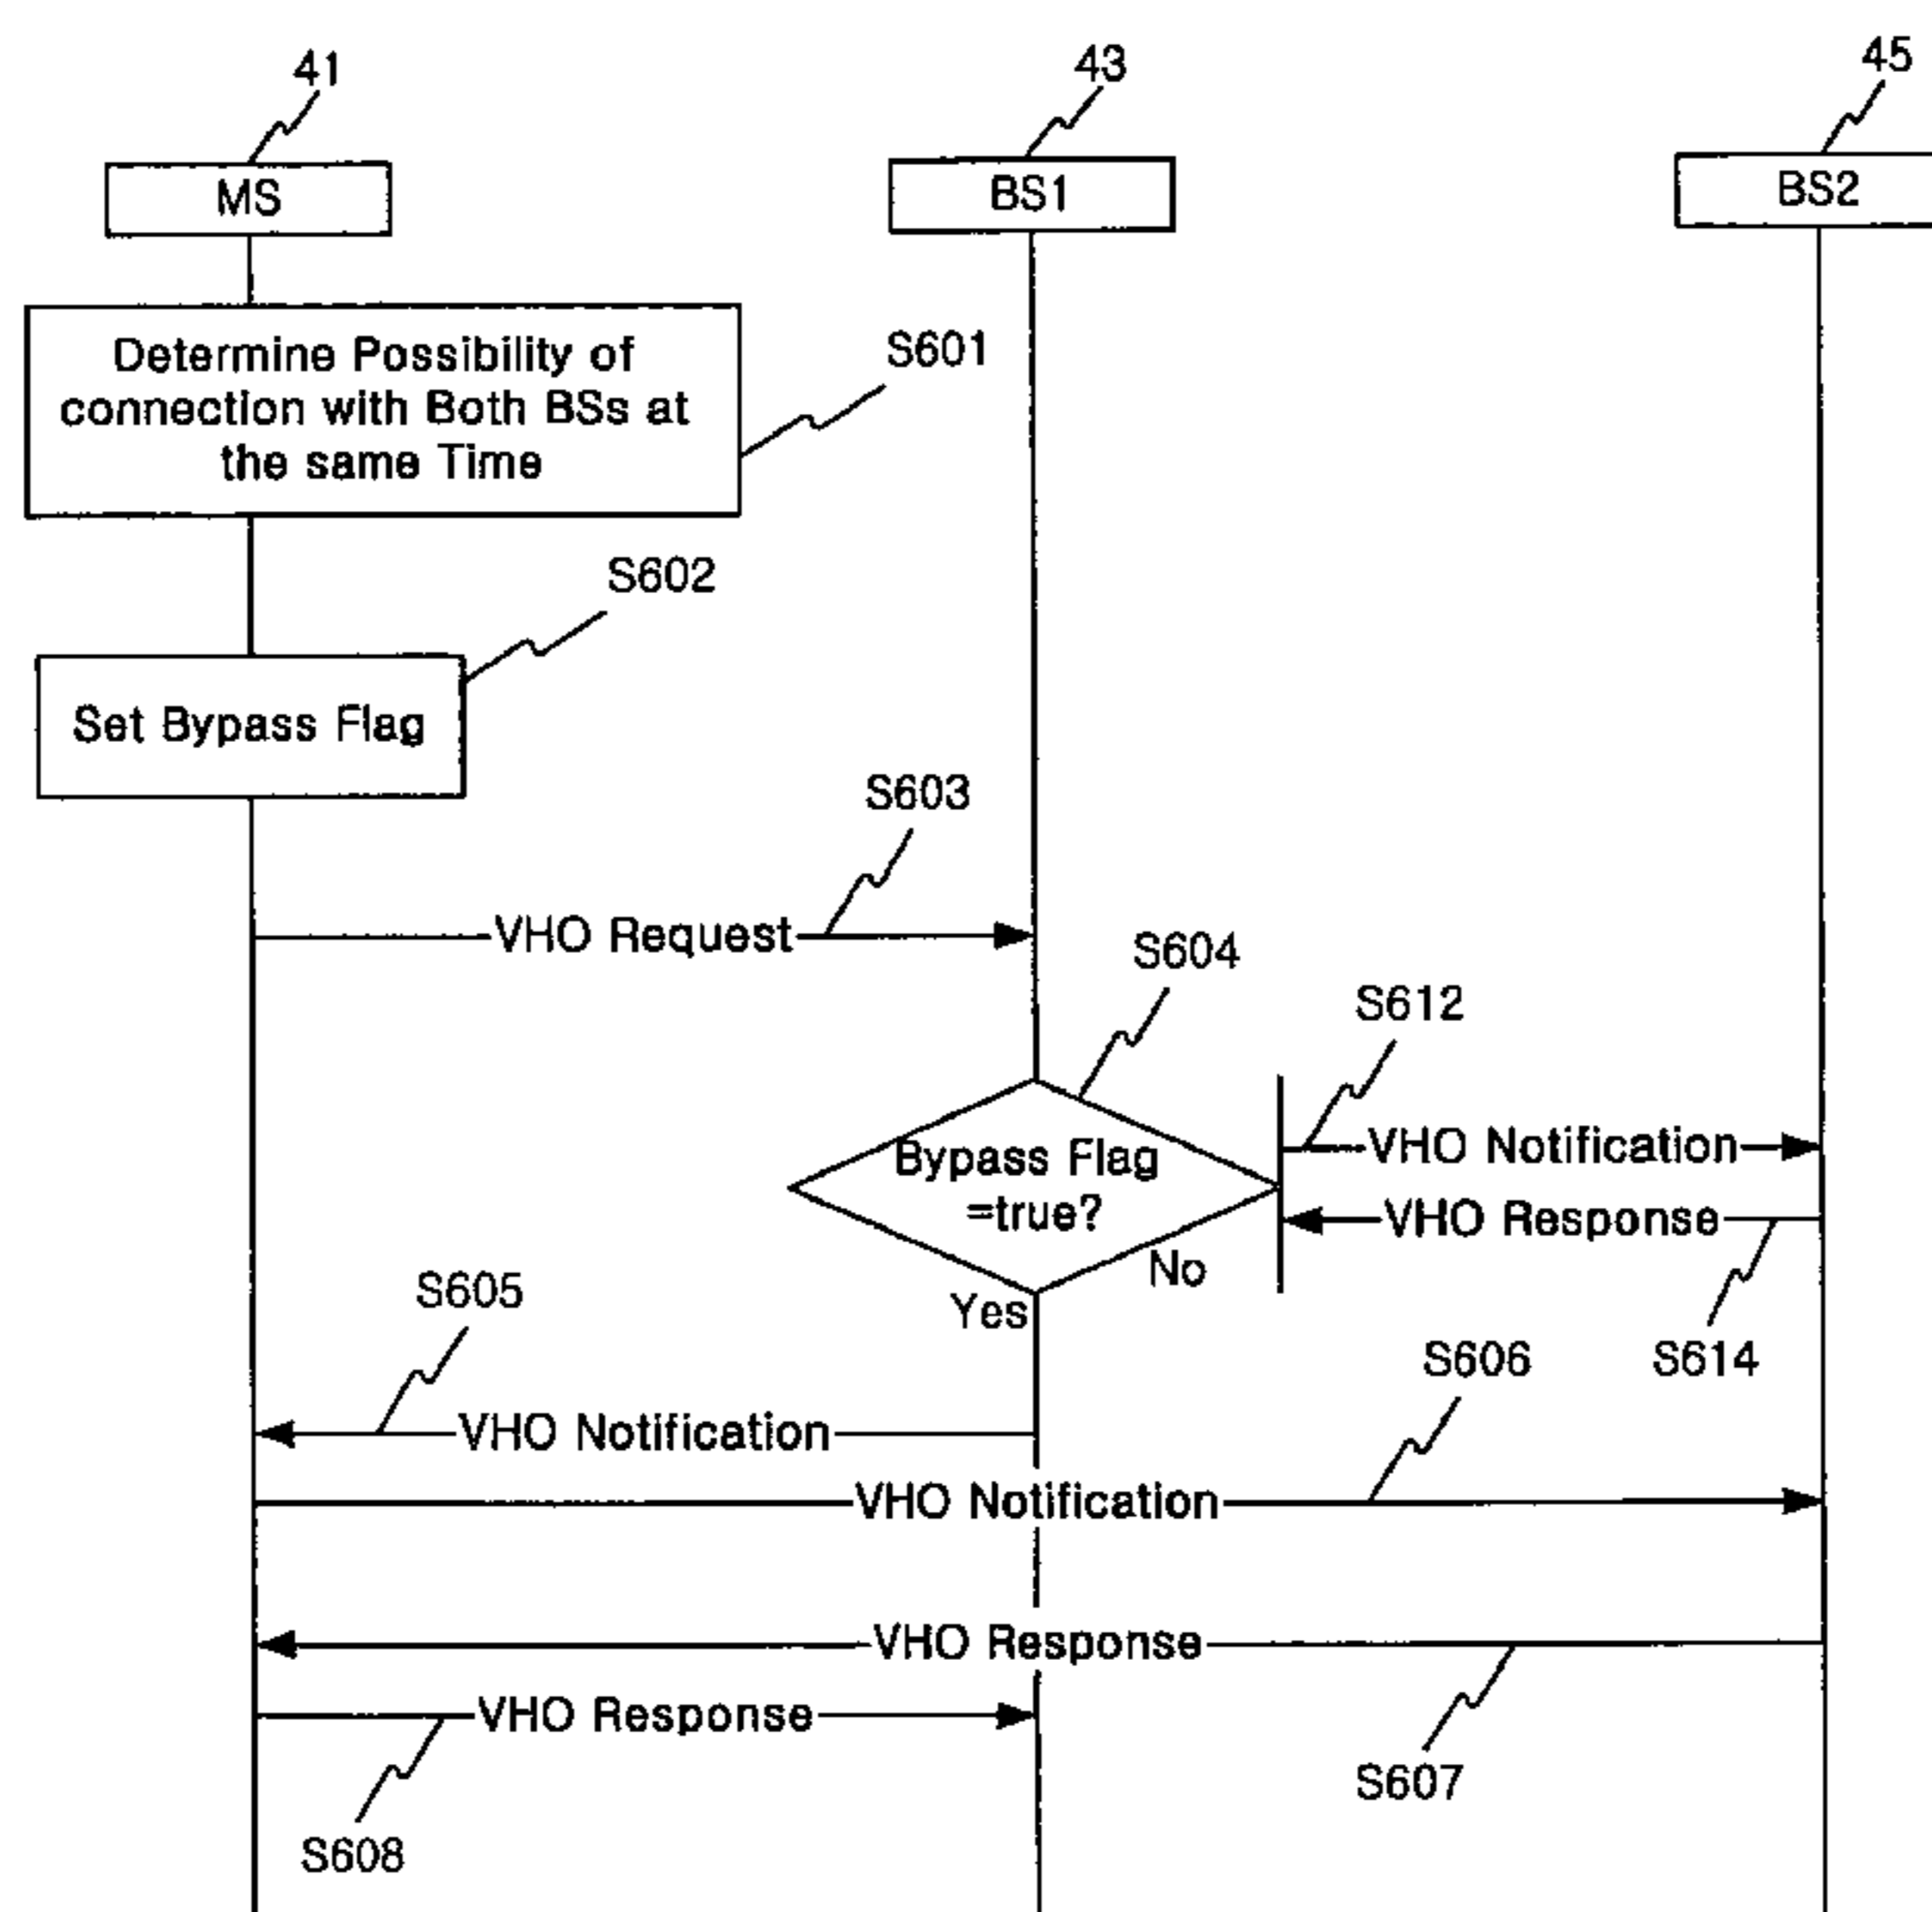 41
43
45
MS
BS1
BS2
Determine Possibility of
connection with Both BSs at
the same Time
S601
S602
Set Bypass Flag
S603
VHO Request
S604
S612
Bypass Flag
=true?
VHO Notification
VHO Response
No
Yes
S614
S605
S606
VHO Notification
VHO Notification
VHO Response
VHO Response
S607
S608